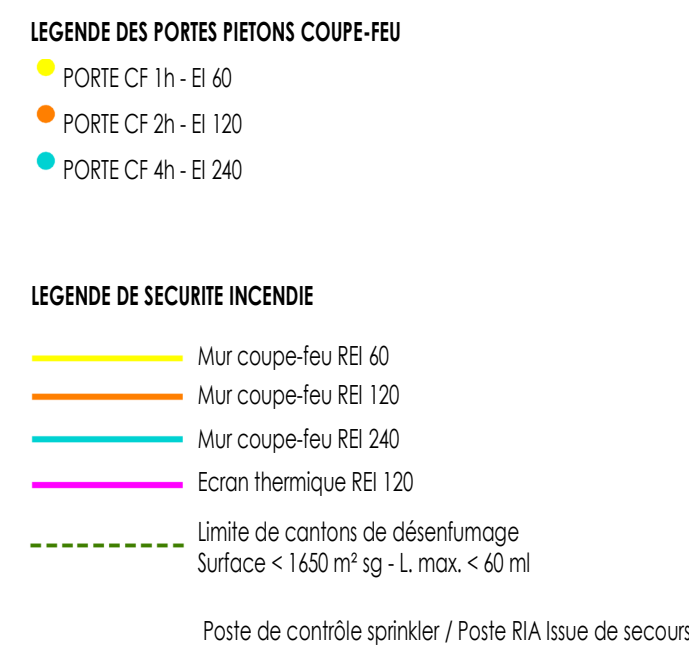 LEGENDE DES PORTES PIETONS COUPE-FEU
PORTE CF 1h - EI 60
PORTE CF 2h - EI 120
PORTE CF 4h - EI 240
LEGENDE DE SECURITE INCENDIE
Mur coupe-feu REI 60
Mur coupe-feu REI 120
Mur coupe-feu REI 240
Ecran thermique REI 120
Limite de cantons de désenfumage
Surface < 1650 m² sg - L. max. < 60 ml
Poste de contrôle sprinkler / Poste RIA Issue de secours